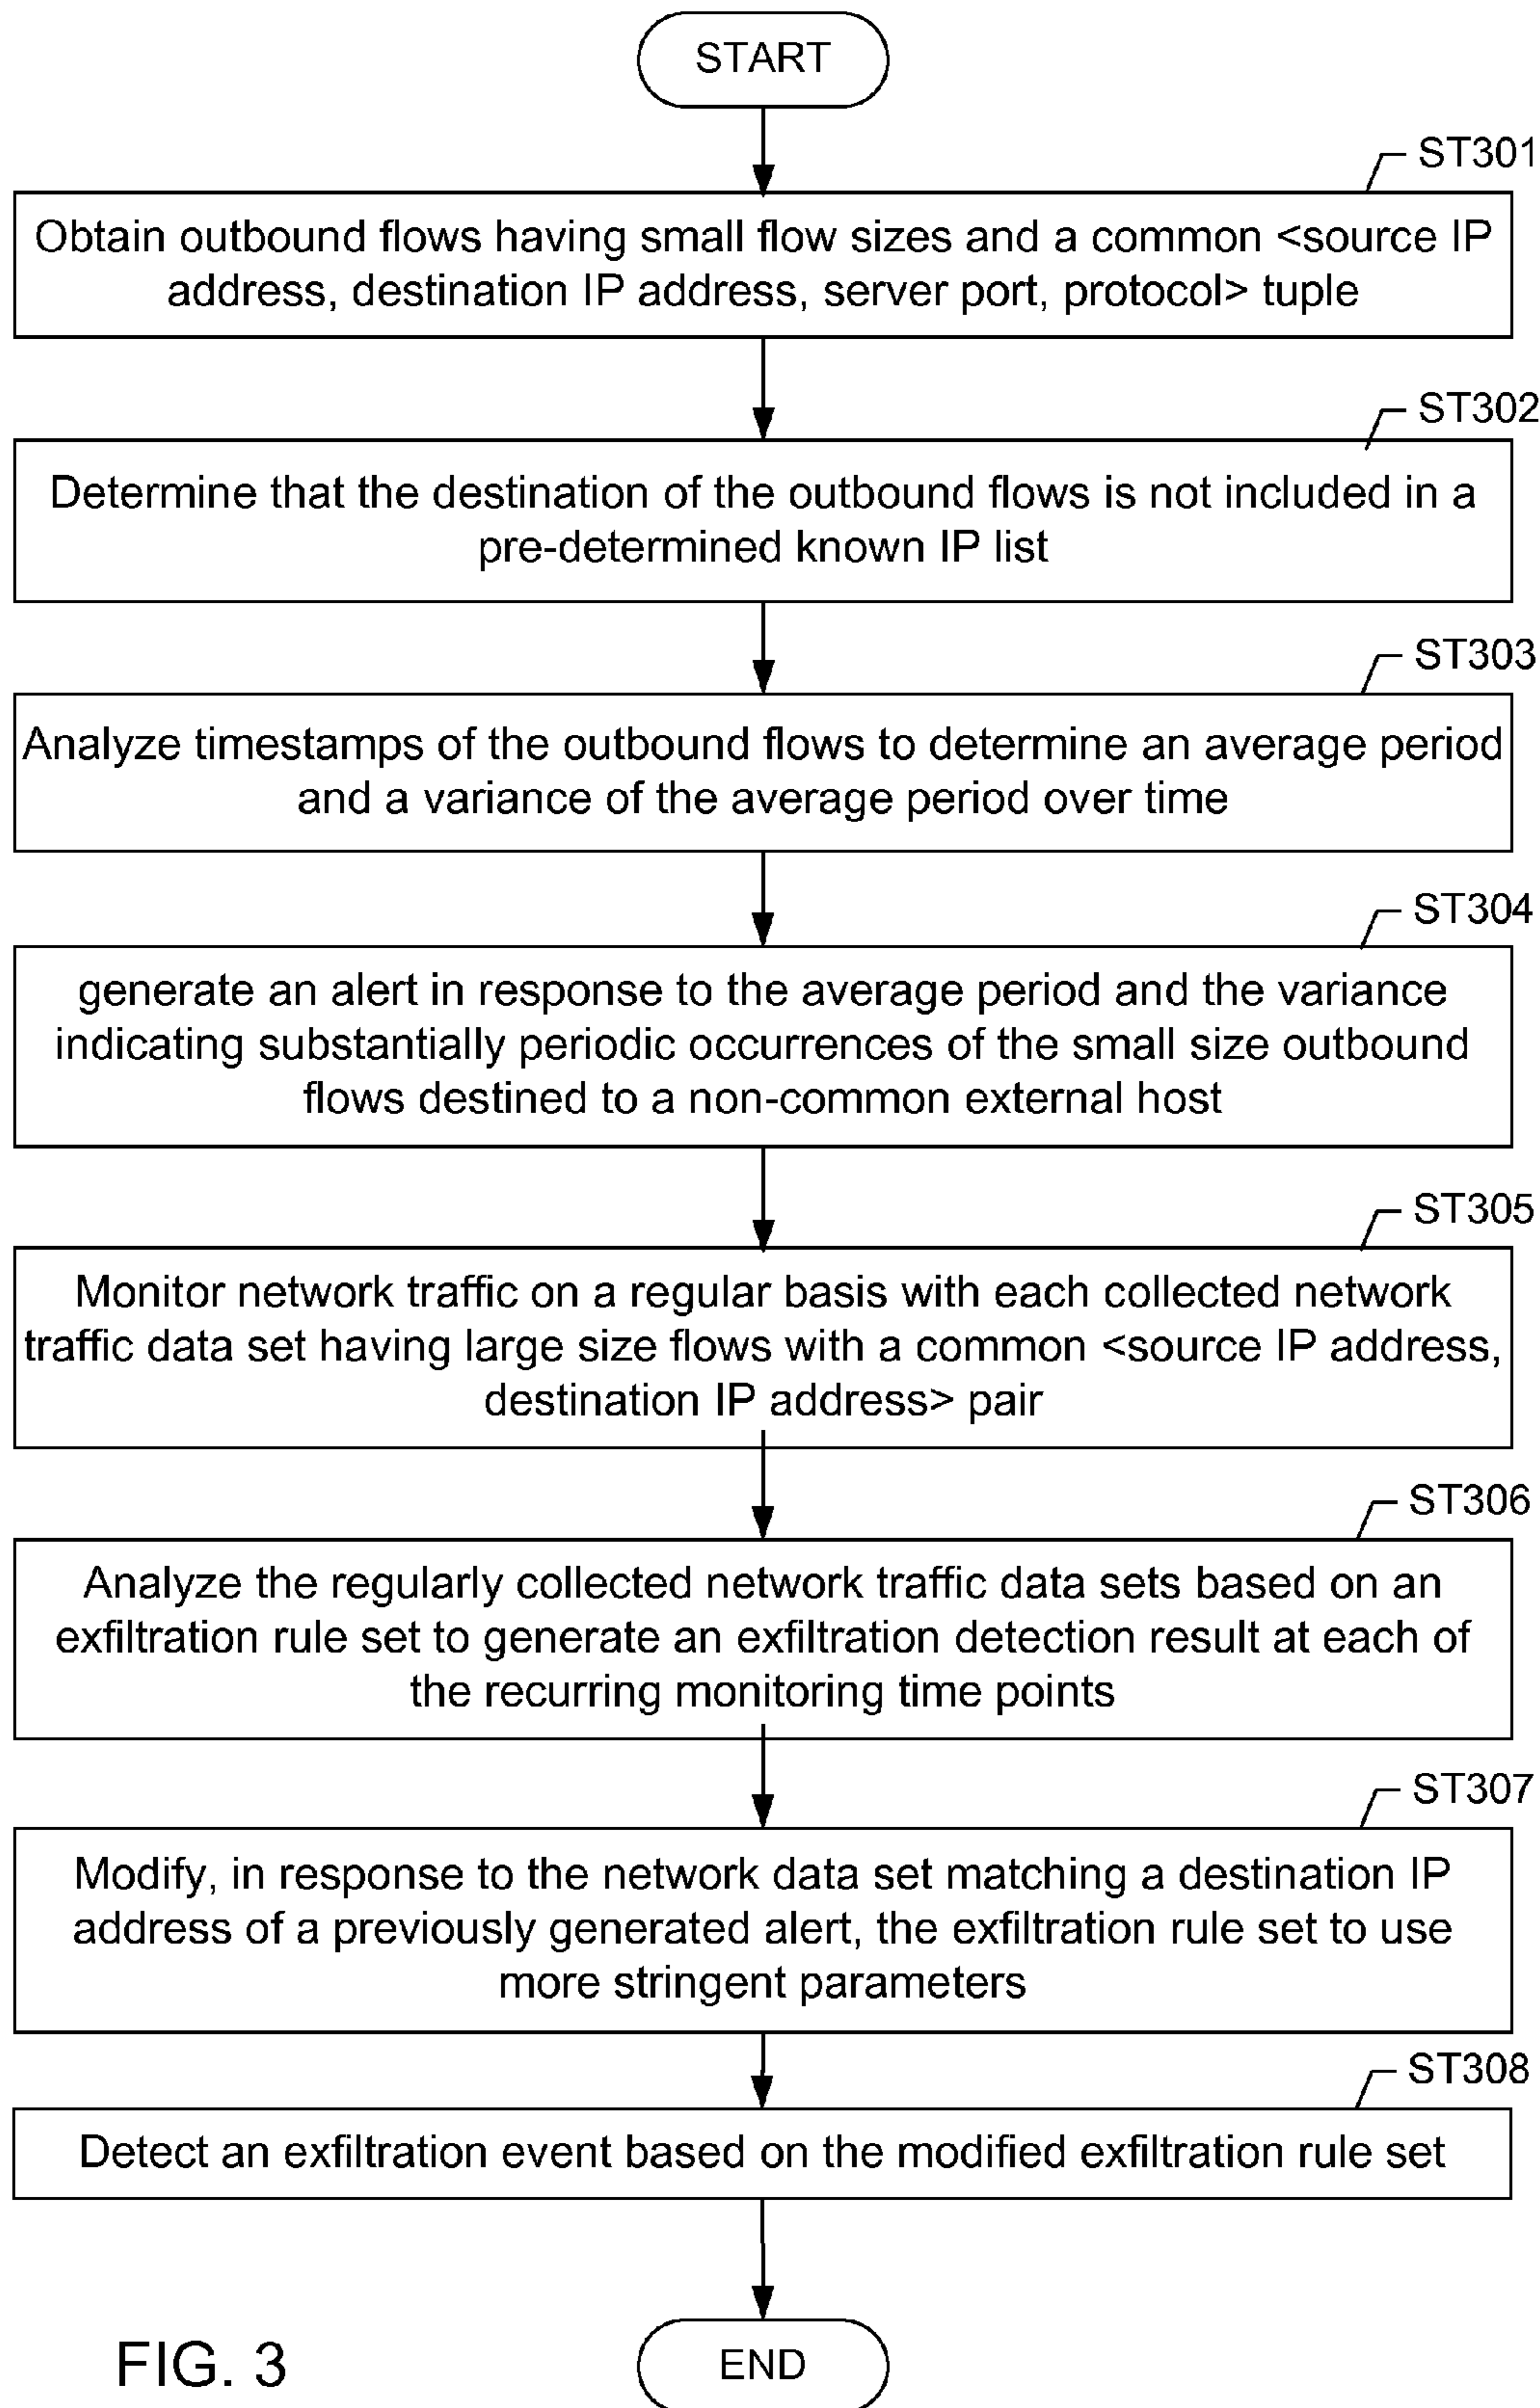 START
ST301
Obtain outbound flows having small flow sizes and a common <source IP
address, destination IP address, server port, protocol> tuple
ST302
Determine that the destination of the outbound flows is not included in a
pre-determined known IP list
ST303
Analyze timestamps of the outbound flows to determine an average period
and a variance of the average period over time
ST304
generate an alert in response to the average period and the variance
indicating substantially periodic occurrences of the small size outbound
flows destined to a non-common external host
ST305
Monitor network traffic on a regular basis with each collected network
traffic data set having large size flows with a common <source IP address,
destination IP address> pair
ST306
Analyze the regularly collected network traffic data sets based on an
exfiltration rule set to generate an exfiltration detection result at each of
the recurring monitoring time points
ST307
Modify, in response to the network data set matching a destination IP
address of a previously generated alert, the exfiltration rule set to use
more stringent parameters
ST308
Detect an exfiltration event based on the modified exfiltration rule set
FIG. 3
END